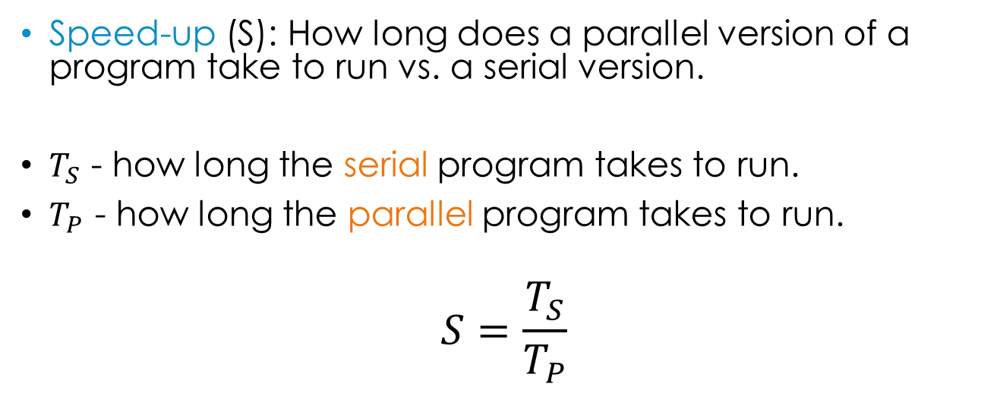 • Speed-up (S): How long does a parallel version of a
program take to run vs. a serial version.
• T_S - how long the serial program takes to run.
• T_P - how long the parallel program takes to run.
S = T_S / T_P